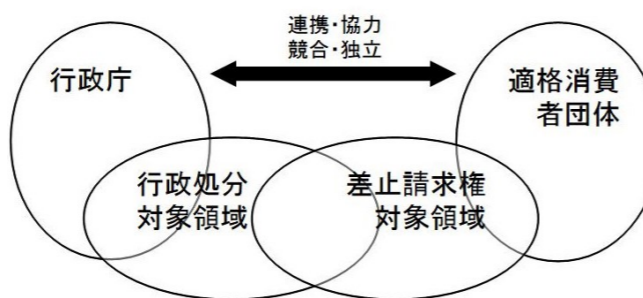 連携・協力
競合・独立
行政庁
適格消費
者団体
行政処分
対象領域
差止請求権
対象領域